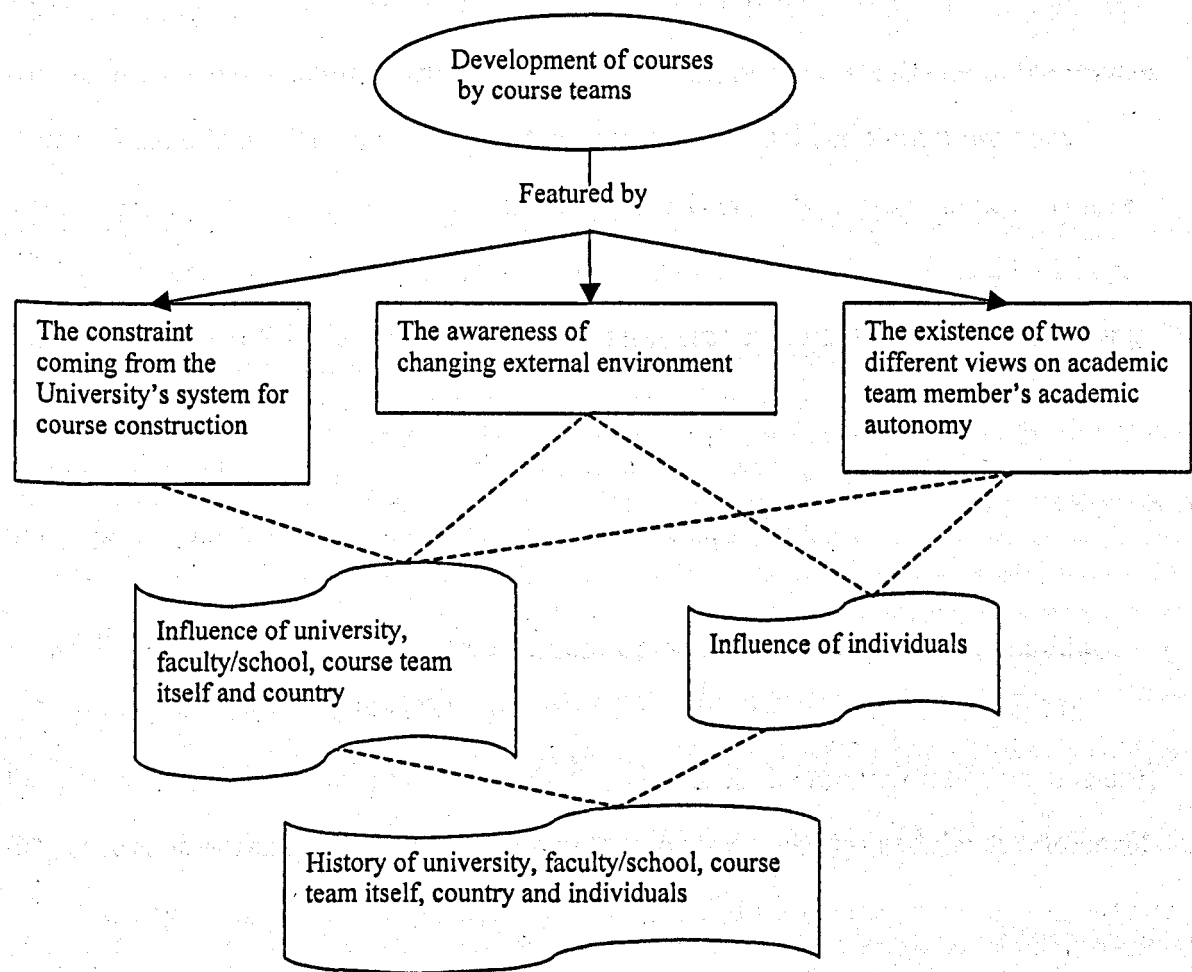 Development of courses
by course teams
Featured by
The constraint
coming from the
University's system for
course construction
The awareness of
changing external environment
The existence of two
different views on academic
team member's academic
autonomy
Influence of university,
faculty/school, course team
itself and country
Influence of individuals
History of university, faculty/school, course
team itself, country and individuals